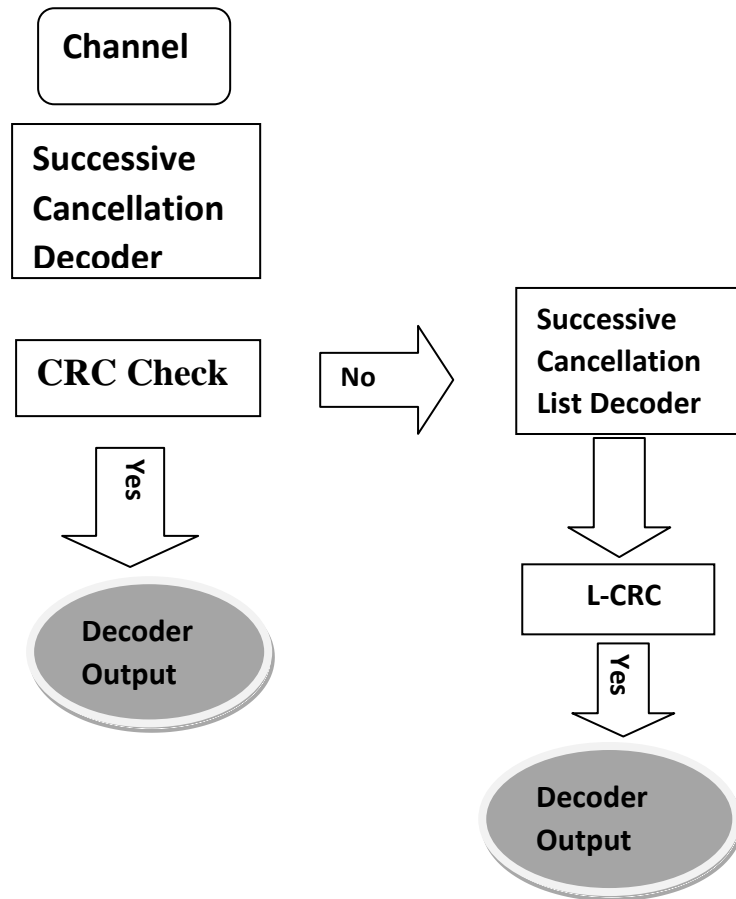 Channel
Successive
Cancellation
Decoder
CRC Check
No
Yes
Decoder
Output
Successive
Cancellation
List Decoder
L-CRC
Yes
Decoder
Output